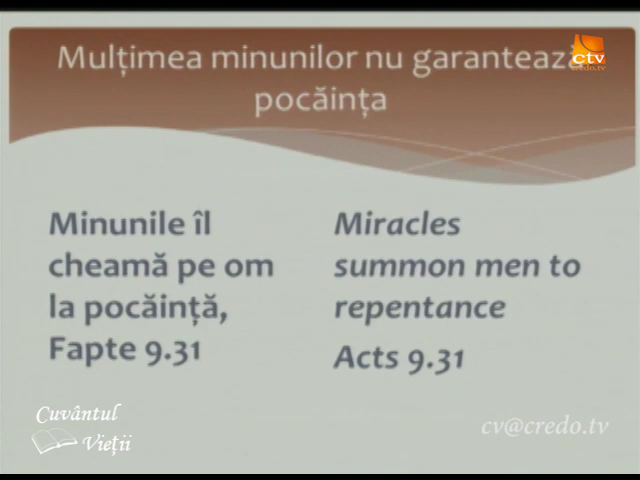 Mulțimea minunilor nu garantează
pocăința
ctv
credo.tv
Minunile îl
cheamă pe om
la pocăință,
Fapte 9.31
Miracles
summon men to
repentance
Acts 9.31
Cuvântul
Vieții
cv@credo.tv